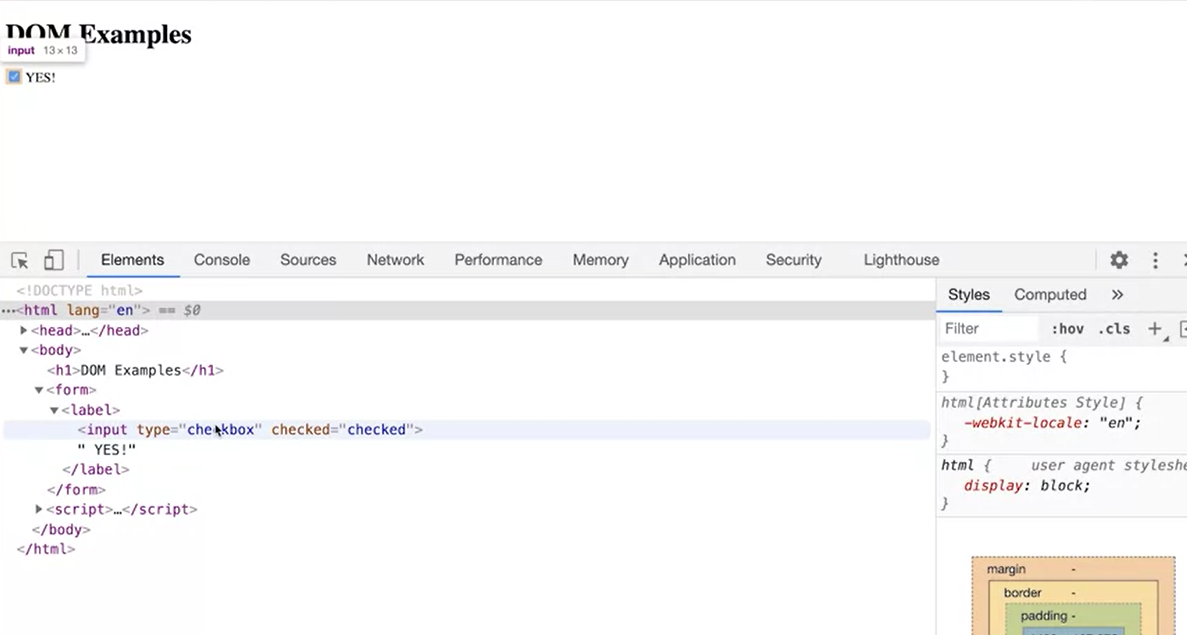 DOM Examples
input 13 × 13
YES!
Elements Console Sources Network Performance Memory Application Security Lighthouse
<!DOCTYPE html>
…<html lang="en"> == $0
<head>…</head>
<body>
<h1>DOM Examples</h1>
<form>
<label>
<input type="checkbox" checked="checked">
" YES!"
</label>
</form>
<script>…</script>
</body>
</html>
Styles Computed »
Filter :hov .cls +
element.style {
}
html[Attributes Style] {
-webkit-locale: "en";
}
html { user agent styleshe
display: block;
}
margin -
border -
padding -